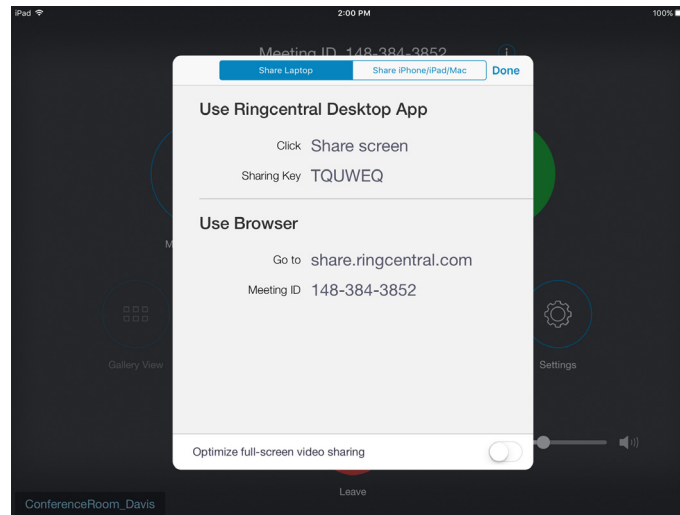 iPad 2:00 PM 100%
Meeting ID 148-384-3852
Share Laptop Share iPhone/iPad/Mac Done
Use Ringcentral Desktop App
Click Share screen
Sharing Key TQUWEQ
Use Browser
Go to share.ringcentral.com
Meeting ID 148-384-3852
Gallery View Settings
Optimize full-screen video sharing
Leave
ConferenceRoom_Davis